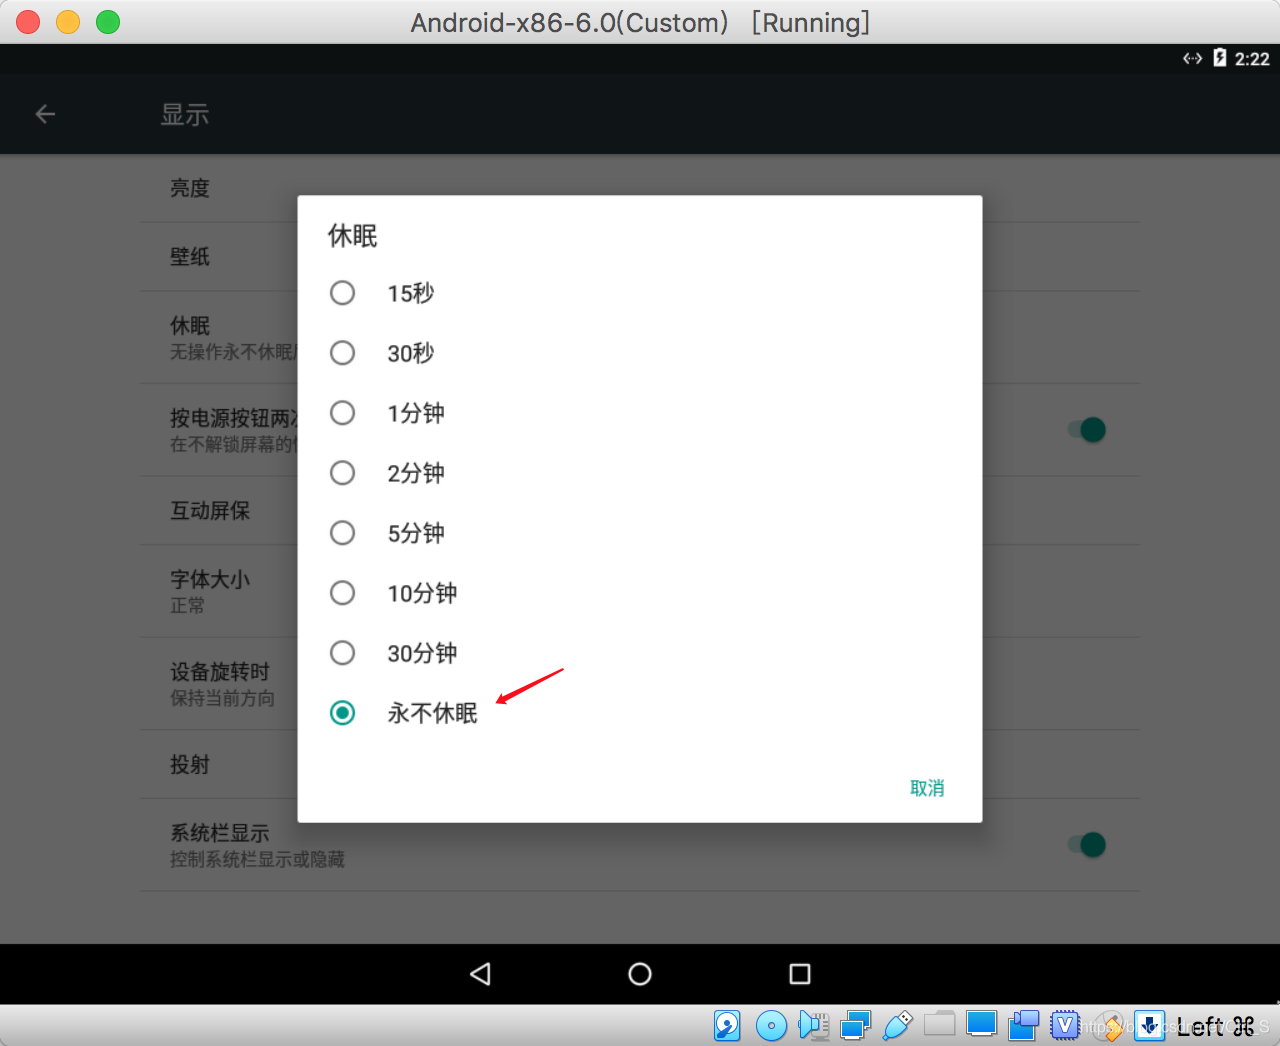 Android-x86-6.0(Custom) [Running]
2:22
显示
亮度
壁纸
休眠
无操作永不休眠
按电源按钮两
在不解锁屏幕的
互动屏保
字体大小
正常
设备旋转时
保持当前方向
投射
系统栏显示
控制系统栏显示或隐藏
休眠
15秒
30秒
1分钟
2分钟
5分钟
10分钟
30分钟
永不休眠
取消
V
Left ⌘